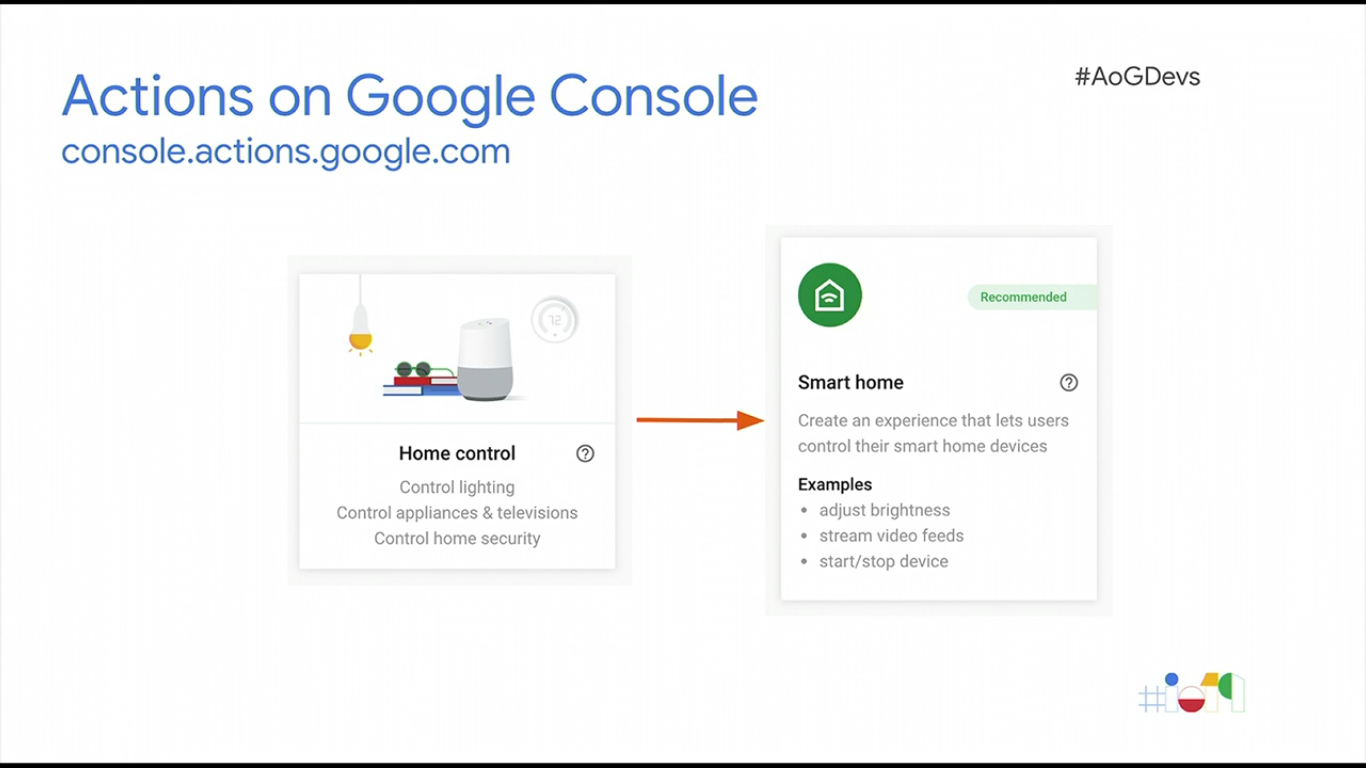 Actions on Google Console
#AoGDevs
console.actions.google.com
72
Home control
Control lighting
Control appliances & televisions
Control home security
Recommended
Smart home
Create an experience that lets users
control their smart home devices
Examples
• adjust brightness
• stream video feeds
• start/stop device
#io19